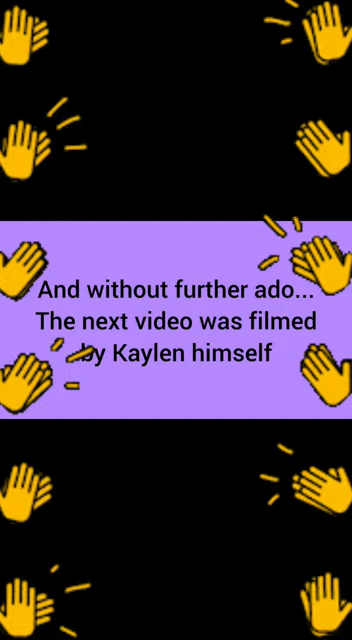 And without further ado...
The next video was filmed
by Kaylen himself